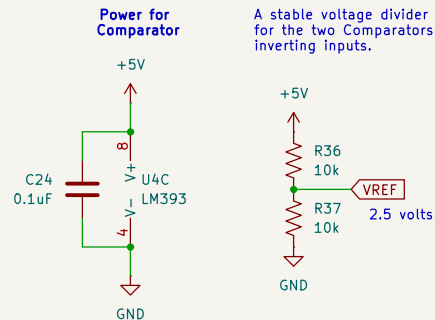 Power for
Comparator
+5V
8
V+
C24
0.1uF
U4C
LM393
V-
4
GND
A stable voltage divider
for the two Comparators
inverting inputs.
+5V
R36
10k
VREF
2.5 volts
R37
10k
GND